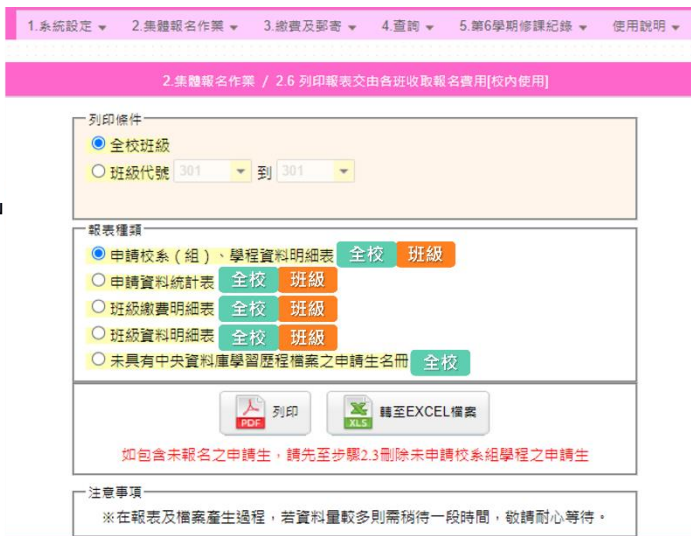 1.系統設定 ▼ 2.集體報名作業 ▼ 3.繳費及郵寄 ▼ 4.查詢 ▼ 5.第6學期修課紀錄 ▼ 使用說明 ▼
2.集體報名作業 / 2.6 列印報表交由各班收取報名費用[校內使用]
列印條件
全校班級
班級代號 301 到 301
報表種類
申請校系(組)、學程資料明細表 全校 班級
申請資料統計表 全校 班級
班級繳費明細表 全校 班級
班級資料明細表 全校 班級
未具有中央資料庫學習歷程檔案之申請生名冊 全校
PDF 列印 XLS 轉至EXCEL檔案
如包含未報名之申請生,請先至步驟2.3刪除未申請校系組學程之申請生
注意事項
※在報表及檔案產生過程,若資料量較多則需稍待一段時間,敬請耐心等待。